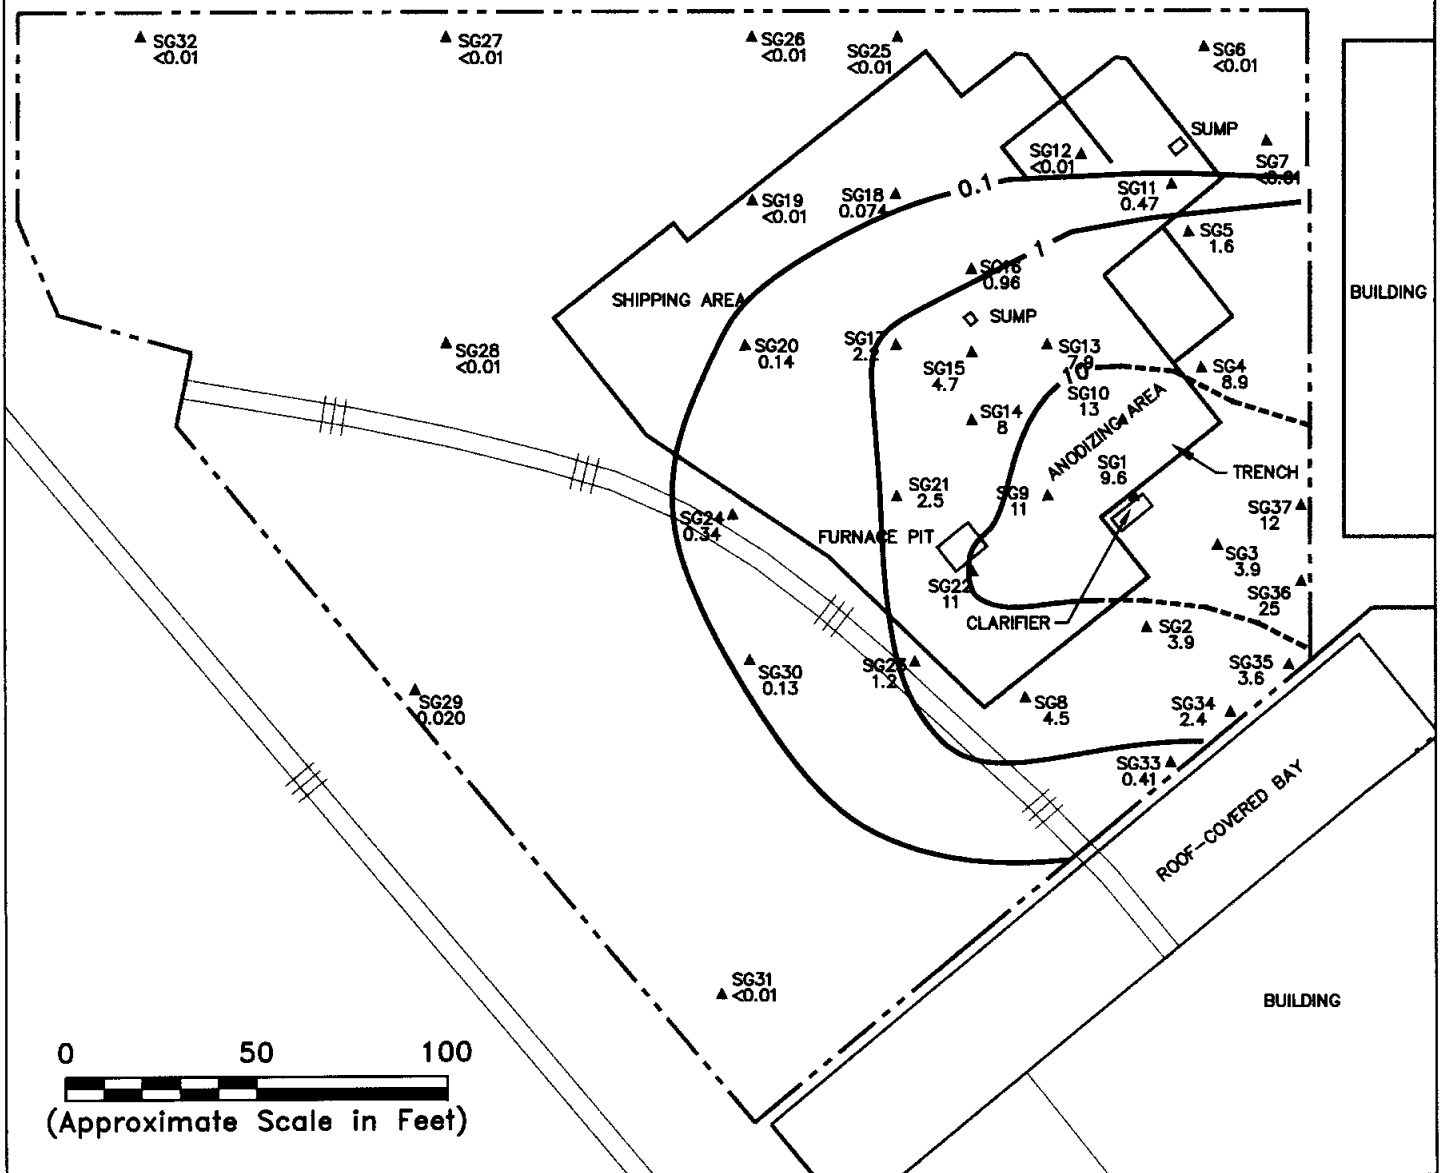 SG32
<0.01
SG27
<0.01
SG26
<0.01
SG25
<0.01
SG6
<0.01
SUMP
SG12
<0.01
SG7
<0.01
SG11
0.47
0.1
SG19
<0.01
SG18
0.074
SG5
1.6
1
SG16
0.96
SHIPPING AREA
BUILDING
SUMP
SG28
<0.01
SG20
0.14
SG17
2.2
SG15
4.7
SG13
7.9
10
SG4
8.9
SG10
13
SG14
8
ANODIZING AREA
SG1
9.6
TRENCH
SG21
2.5
SG9
11
SG37
12
SG24
0.34
FURNACE PIT
SG3
3.9
SG22
11
SG36
25
CLARIFIER
SG2
3.9
SG30
0.13
SG23
1.2
SG35
3.6
SG29
0.020
SG8
4.5
SG34
2.4
SG33
0.41
ROOF-COVERED BAY
SG31
<0.01
BUILDING
0 50 100
(Approximate Scale in Feet)